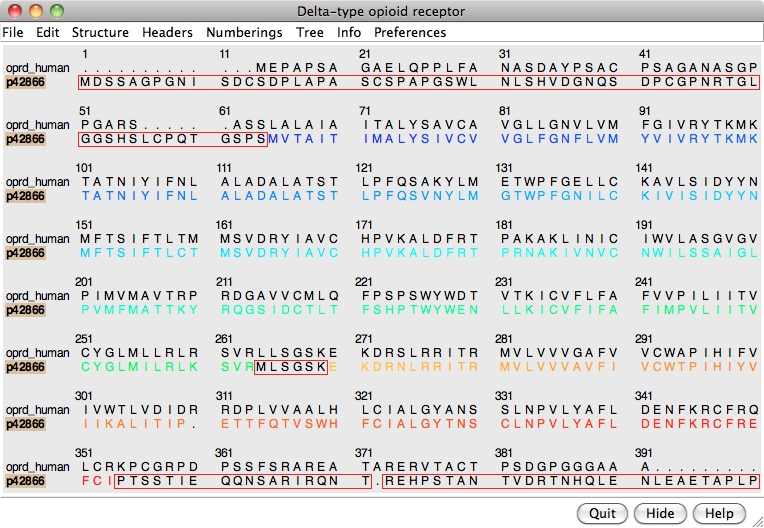 Delta-type opioid receptor
File Edit Structure Headers Numberings Tree Info Preferences
1 11 21 31 41
oprd_human . . . . . . . . . . . . . MEPAPSA GAELQPPLFA NASDAYPSAC PSAGANASGP
p42866 MDSSAGPGNI SDCSDPLAPA SCSPAPGSWL NLSHVDGNQS DPCGPNRTGL
51 61 71 81 91
oprd_human PGARS. . . . . . ASSLALAIA ITALYSAVCA VGLLGNVLVM FGIVRYTKMK
p42866 GGSHSLCPQT GSPSMVTAIT IMALYSIVCV VGLFGNFLVM YVIVRYTKMK
101 111 121 131 141
oprd_human TATNIYIFNL ALADALATST LPFQSAKYLM ETWPFGELLC KAVLSIDYYN
p42866 TATNIYIFNL ALADALATST LPFQSVNYLM GTWPFGNILC KIVISIDYYN
151 161 171 181 191
oprd_human MFTSIFTLTM MSVDRYIAVC HPVKALDFRT PAKAKLINIC IWVLASGVGV
p42866 MFTSIFTLCT MSVDRYIAVC HPVKALDFRT PRNAKIVNVC NWILSSAIGL
201 211 221 231 241
oprd_human PIMVMAVTRP RDGAVVCMLQ FPSPSWYWDT VTKICVFLFA FVVPILIITV
p42866 PVMFMATTKY RQGSIDCTLT FSHPTWYWEN LLKICVFIFA FIMPVLIITV
251 261 271 281 291
oprd_human CYGLMLLRLR SVRLLSGSKE KDRSLRRITR MVLVVVGAFV VCWAPIHIFV
p42866 CYGLMILRLK SVRMLSGSKE KDRNLRRITR MVLVVVAVFI VCWTPIHIYV
301 311 321 331 341
oprd_human IVWTLVDIDR RDPLVVAALH LCIALGYANS SLNPVLYAFL DENFKRCFRQ
p42866 IIKALITIP. ETTFQTVSWH FCIALGYTNS CLNPVLYAFL DENFKRCFRE
351 361 371 381 391
oprd_human LCRKPCGRPD PSSFSRAREA TARERVTACT PSDGPGGGAA A. . . . . . . . .
p42866 FCIPTSSTIE QQNSARIRQN T.REHPSTAN TVDRTNHQLE NLEAETAPLP
Quit Hide Help